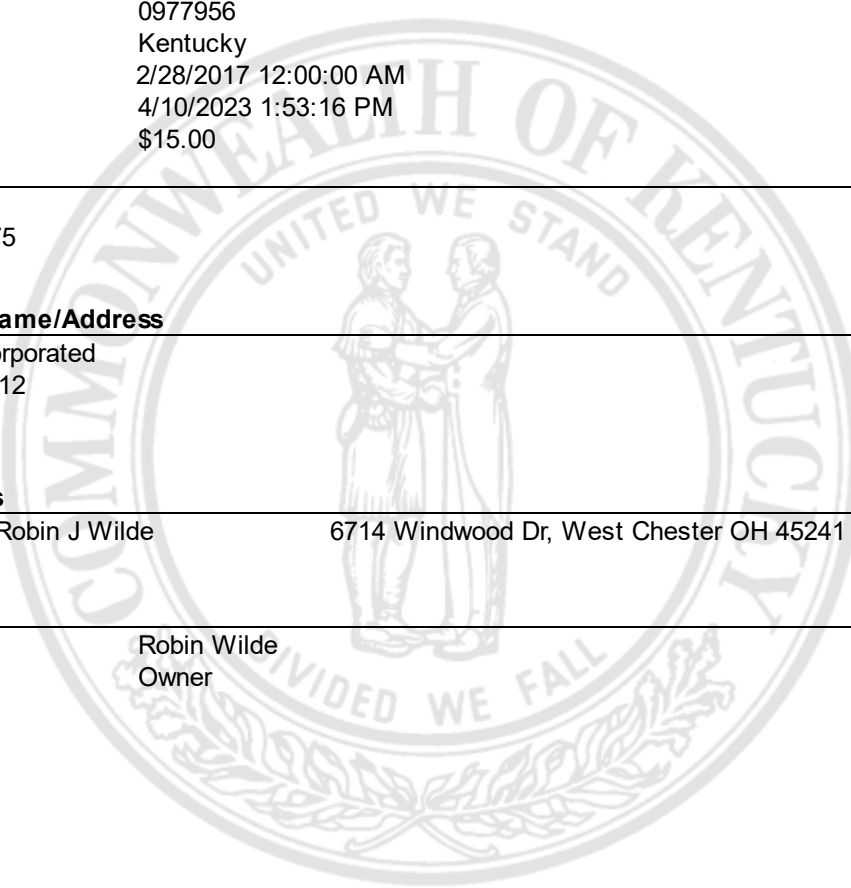 0977956
Kentucky
2/28/2017 12:00:00 AM
4/10/2023 1:53:16 PM
$15.00
75
ame/Address
rporated
12
s
Robin J Wilde 6714 Windwood Dr, West Chester OH 45241
Robin Wilde
Owner
COMMONWEALTH OF KENTUCKY
UNITED WE STAND
DIVIDED WE FALL